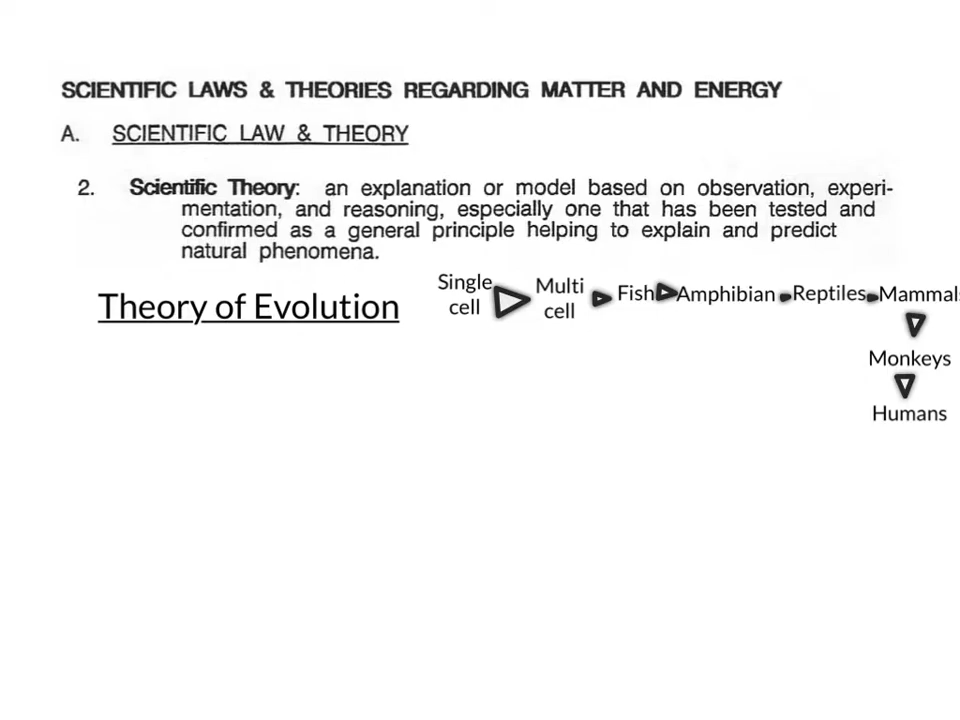 SCIENTIFIC LAWS & THEORIES REGARDING MATTER AND ENERGY
A. SCIENTIFIC LAW & THEORY
2. Scientific Theory: an explanation or model based on observation, experi-
mentation, and reasoning, especially one that has been tested and
confirmed as a general principle helping to explain and predict
natural phenomena.
Theory of Evolution
Single
cell
Multi
cell
Fish
Amphibian
Reptiles
Mammals
Monkeys
Humans